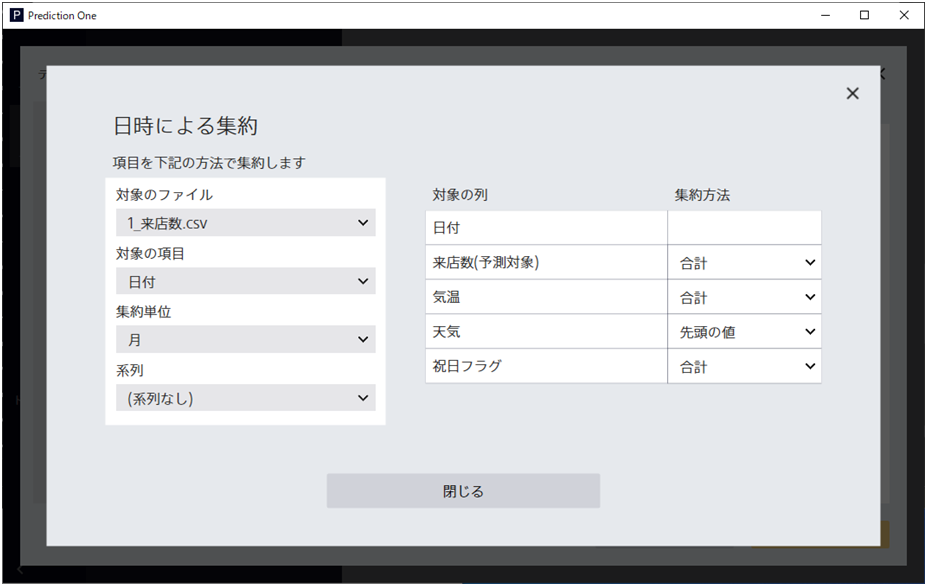 P Prediction One
日時による集約
項目を下記の方法で集約します
対象のファイル
1_来店数.csv
対象の項目
日付
集約単位
月
系列
(系列なし)
対象の列 集約方法
日付
来店数(予測対象) 合計
気温 合計
天気 先頭の値
祝日フラグ 合計
閉じる